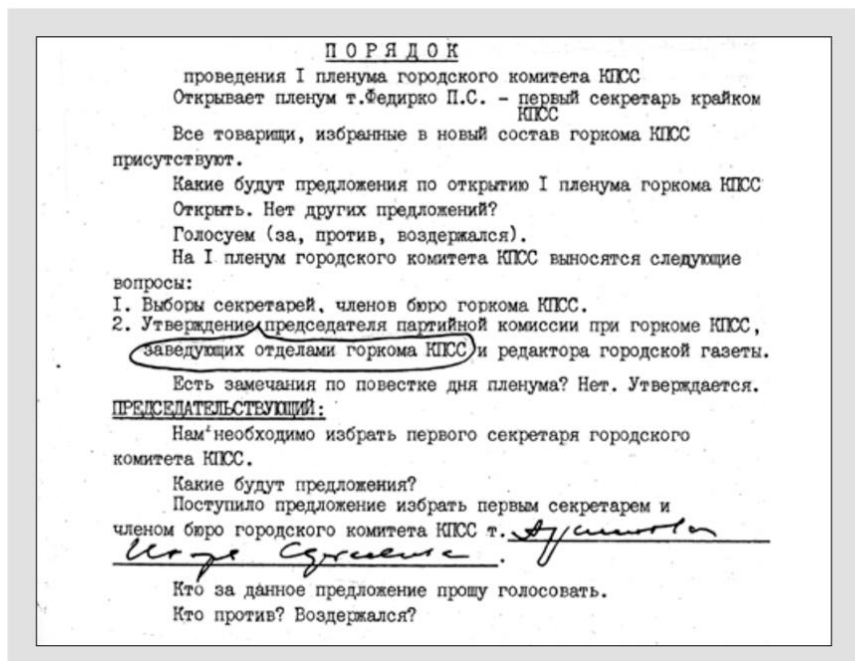 ПОРЯДОК
проведения I пленума городского комитета КПСС
Открывает пленум т.Федирко П.С. - первый секретарь крайком
КПСС
Все товарищи, избранные в новый состав горкома КПСС
присутствуют.
Какие будут предложения по открытию I пленума горкома КПСС
Открыть. Нет других предложений?
Голосуем (за, против, воздержался).
На I пленум городского комитета КПСС выносятся следующие
вопросы:
I. Выборы секретарей, членов бюро горкома КПСС.
2. Утверждение председателя партийной комиссии при горкоме КПСС,
заведующих отделами горкома КПСС и редактора городской газеты.
Есть замечания по повестке дня пленума? Нет. Утверждается.
ПРЕДСЕДАТЕЛЬСТВУЮЩИЙ:
Нам необходимо избрать первого секретаря городского
комитета КПСС.
Какие будут предложения?
Поступило предложение избрать первым секретарем и
членом бюро городского комитета КПСС т.
Кто за данное предложение прошу голосовать.
Кто против? Воздержался?